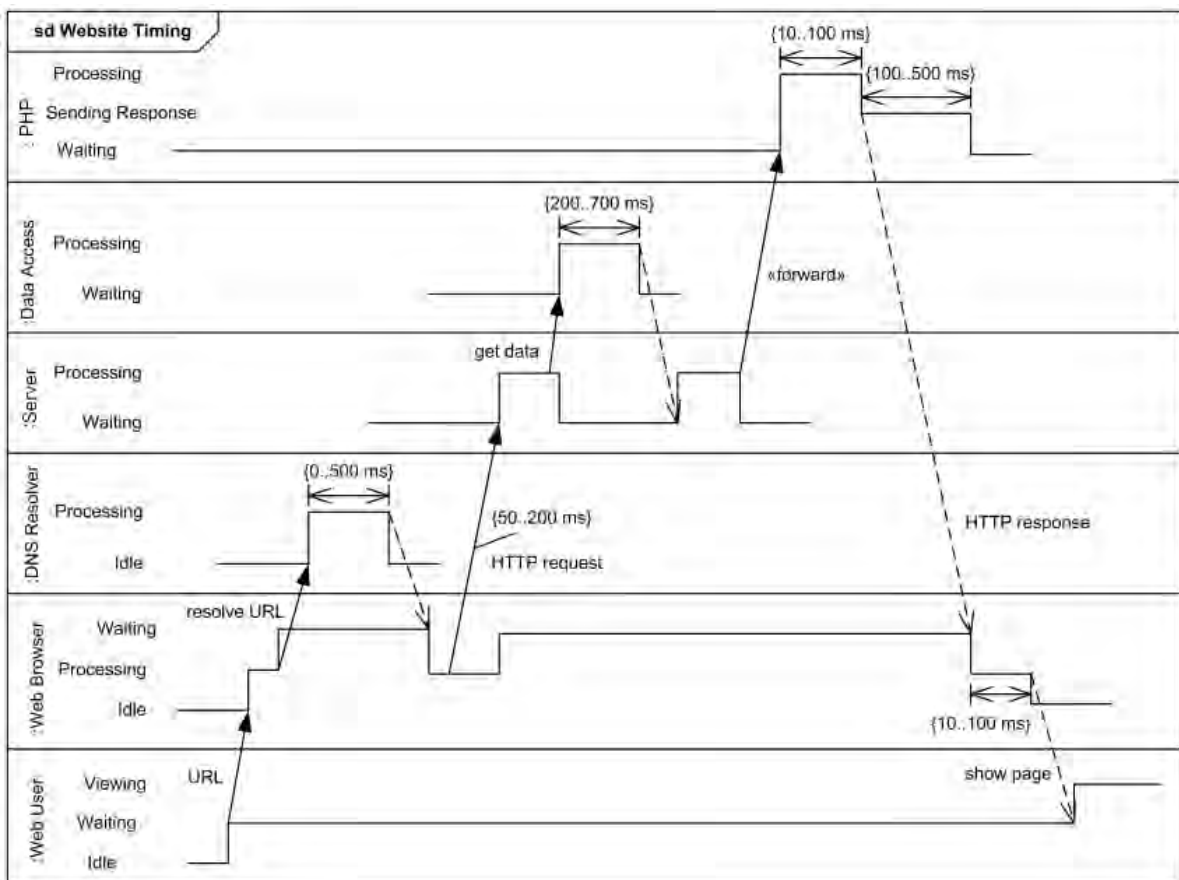 sd Website Timing
{10..100 ms}
Processing
{100..500 ms}
Sending Response
Waiting
: PHP
{200..700 ms}
Processing
«forward»
Waiting
:Data Access
get data
Processing
Waiting
:Server
{0..500 ms}
Processing
{50..200 ms}
HTTP response
Idle
HTTP request
:DNS Resolver
resolve URL
Waiting
Processing
Idle
{10..100 ms}
:Web Browser
URL
show page
Viewing
Waiting
Idle
:Web User